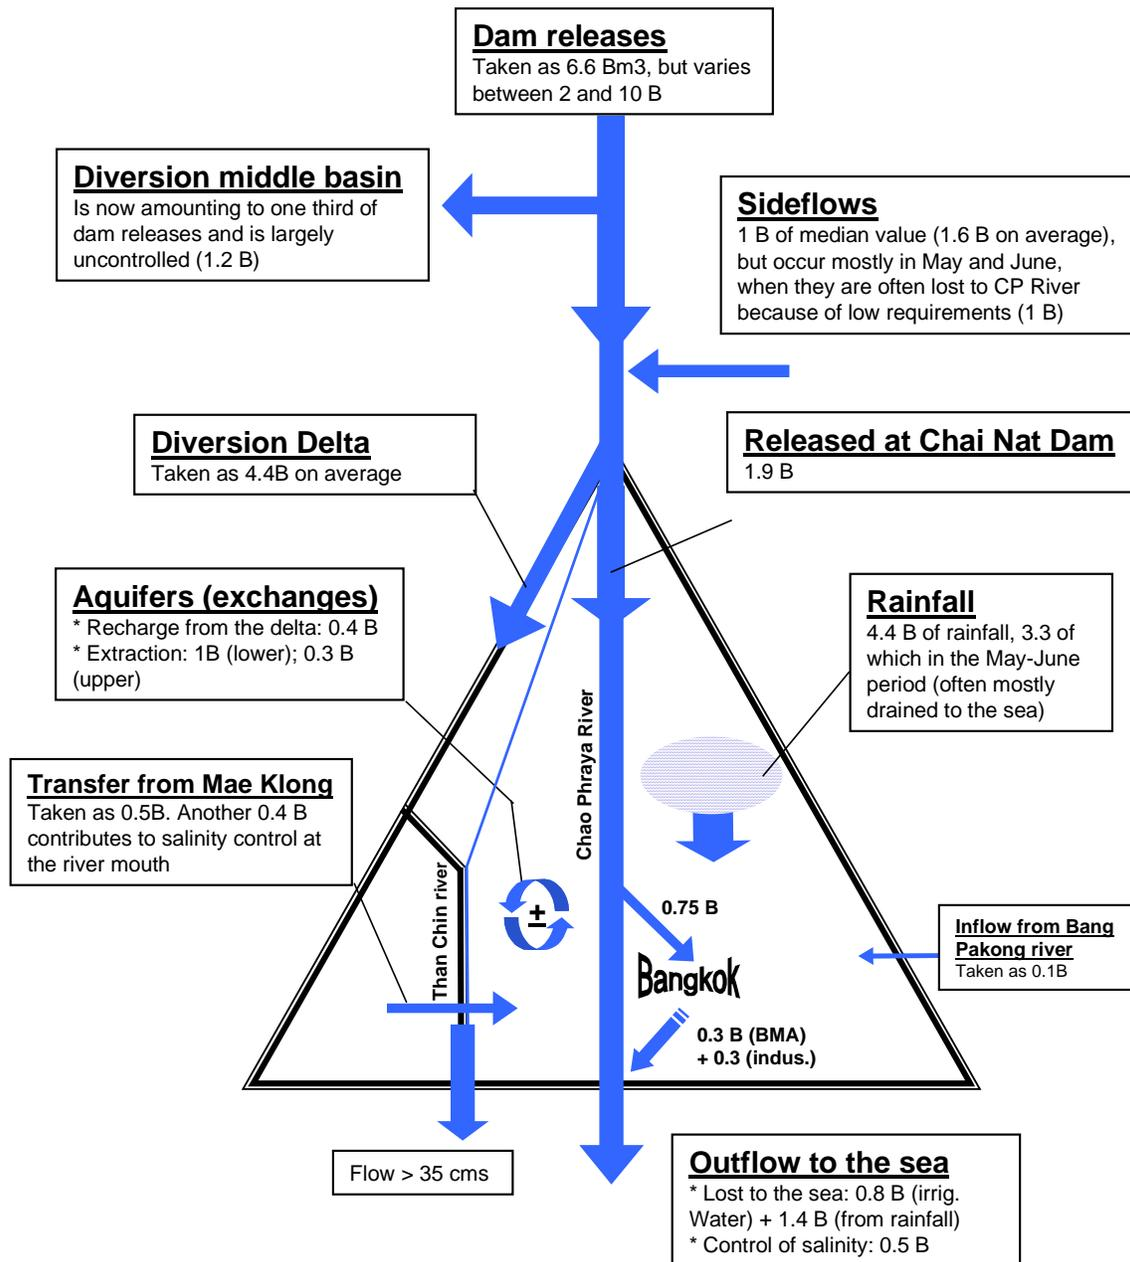 Dam releases
Taken as 6.6 Bm3, but varies
between 2 and 10 B
Diversion middle basin
Is now amounting to one third of
dam releases and is largely
uncontrolled (1.2 B)
Sideflows
1 B of median value (1.6 B on average),
but occur mostly in May and June,
when they are often lost to CP River
because of low requirements (1 B)
Diversion Delta
Taken as 4.4B on average
Released at Chai Nat Dam
1.9 B
Aquifers (exchanges)
* Recharge from the delta: 0.4 B
* Extraction: 1B (lower); 0.3 B
(upper)
Rainfall
4.4 B of rainfall, 3.3 of
which in the May-June
period (often mostly
drained to the sea)
Transfer from Mae Klong
Taken as 0.5B. Another 0.4 B
contributes to salinity control at
the river mouth
Chao Phraya River
Than Chin river
±
0.75 B
Bangkok
Inflow from Bang
Pakong river
Taken as 0.1B
0.3 B (BMA)
+ 0.3 (indus.)
Flow > 35 cms
Outflow to the sea
* Lost to the sea: 0.8 B (irrig.
Water) + 1.4 B (from rainfall)
* Control of salinity: 0.5 B